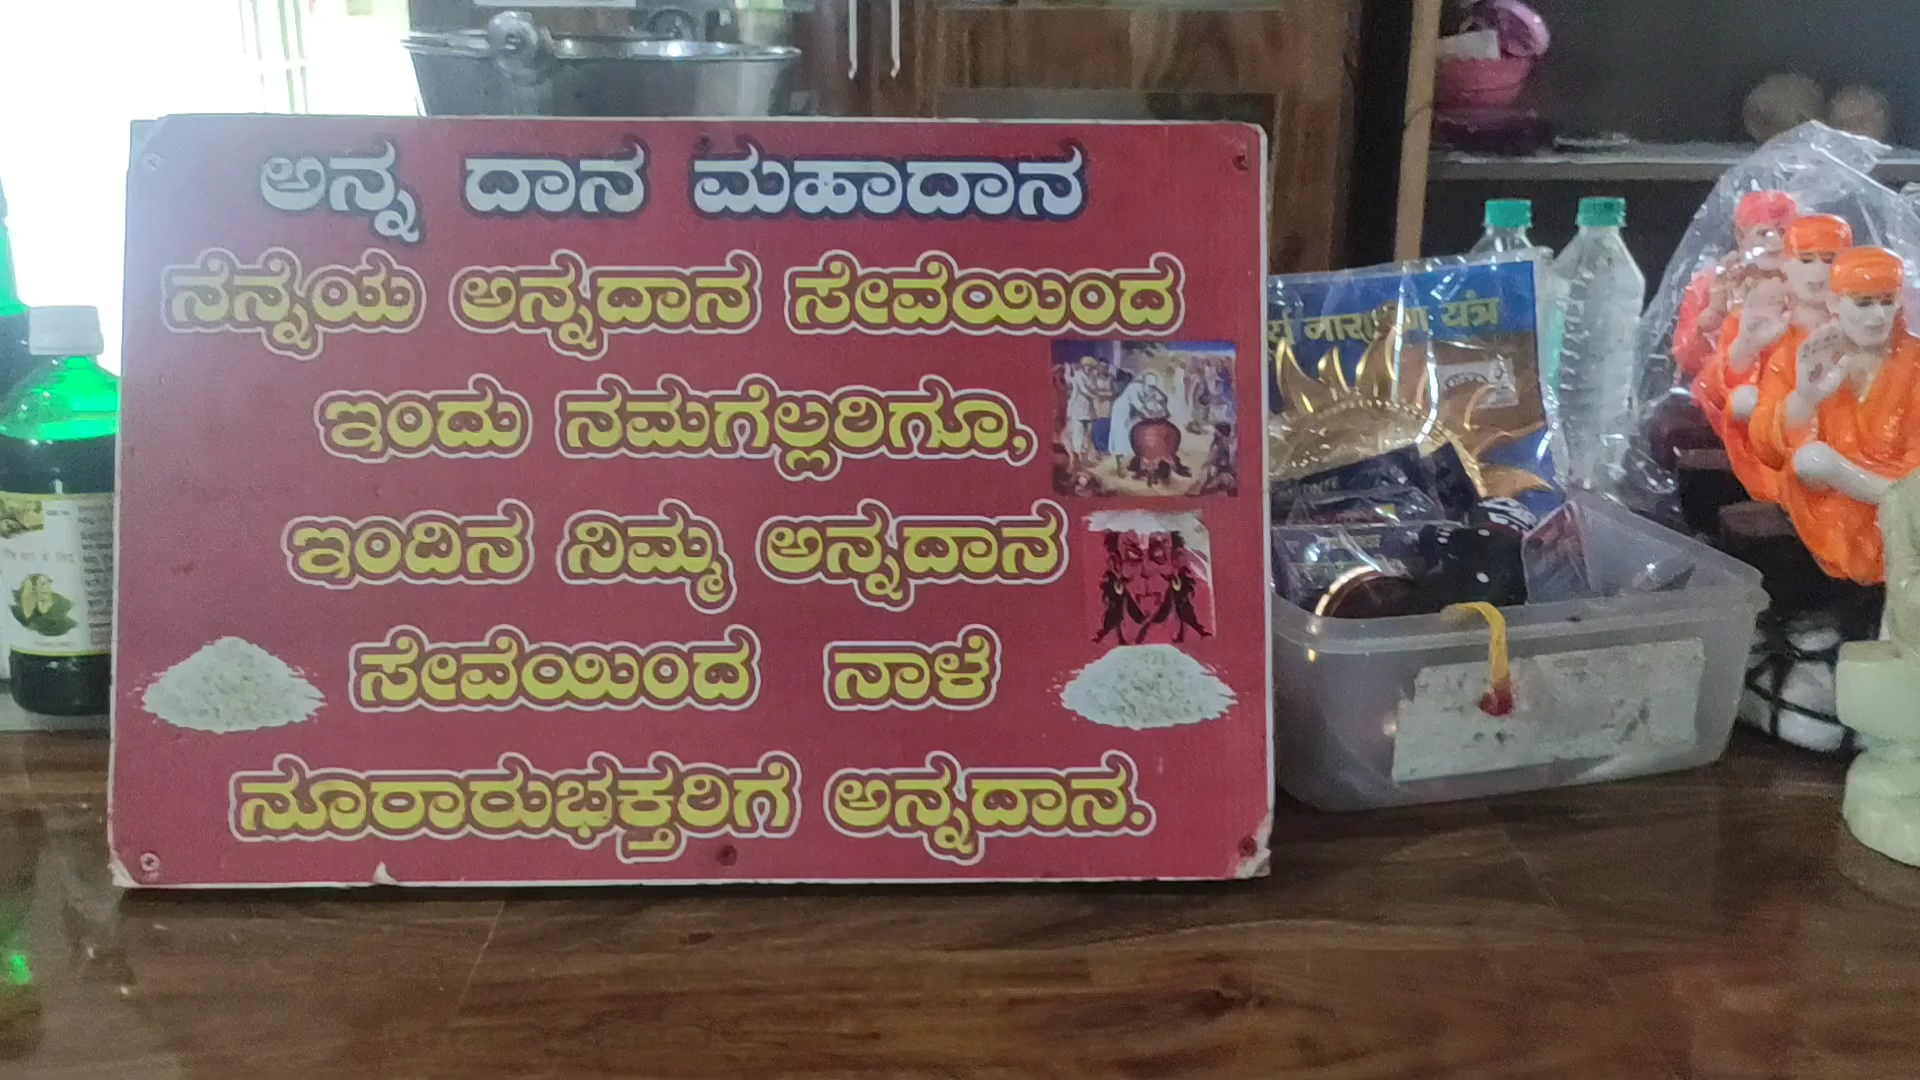 ಅನ್ನ ದಾನ ಮಹಾದಾನ
ನೆನ್ನೆಯ ಅನ್ನದಾನ ಸೇವೆಯಿಂದ
ಇಂದು ನಮಗೆಲ್ಲರಿಗೂ,
ಇಂದಿನ ನಿಮ್ಮ ಅನ್ನದಾನ
ಸೇವೆಯಿಂದ ನಾಳೆ
ನೂರಾರುಭಕ್ತರಿಗೆ ಅನ್ನದಾನ.
यंत्र